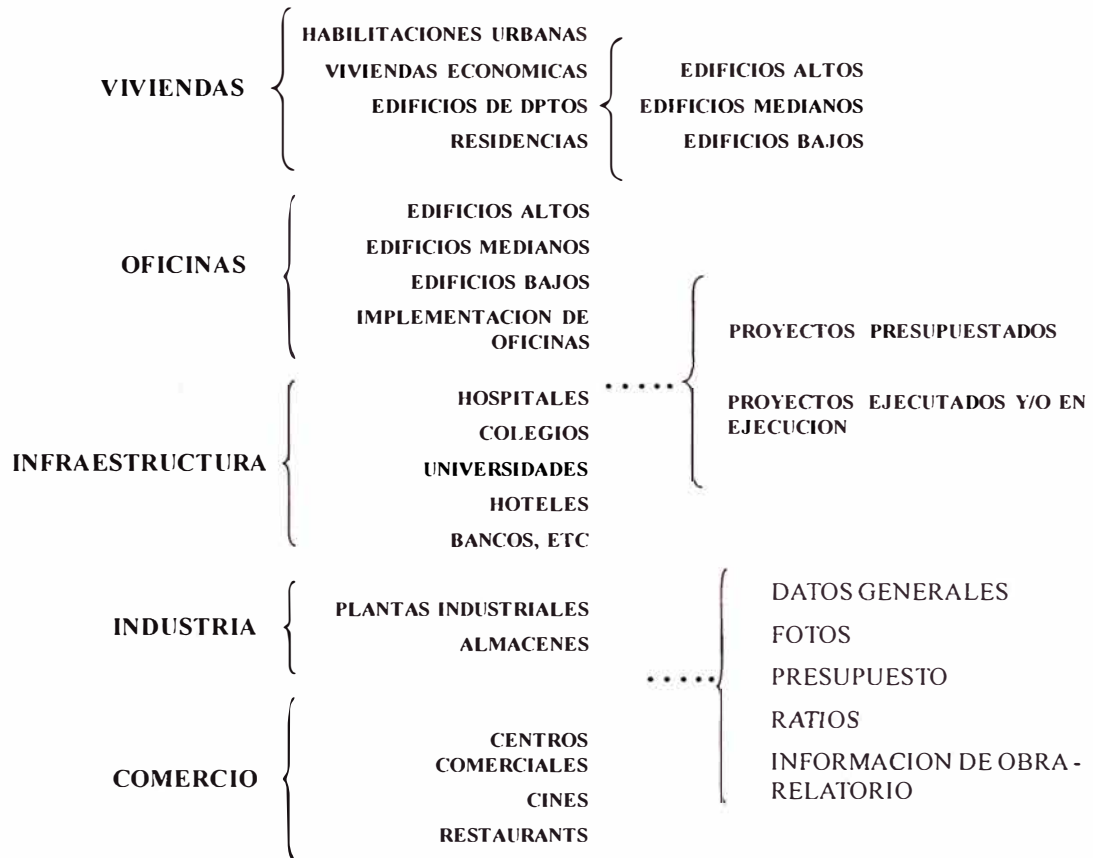 VIVIENDAS
HABILITACIONES URBANAS
VIVIENDAS ECONOMICAS
EDIFICIOS DE DPTOS
RESIDENCIAS
EDIFICIOS ALTOS
EDIFICIOS MEDIANOS
EDIFICIOS BAJOS
OFICINAS
EDIFICIOS ALTOS
EDIFICIOS MEDIANOS
EDIFICIOS BAJOS
IMPLEMENTACION DE
OFICINAS
INFRAESTRUCTURA
HOSPITALES
COLEGIOS
UNIVERSIDADES
HOTELES
BANCOS, ETC
PROYECTOS PRESUPUESTADOS
PROYECTOS EJECUTADOS Y/O EN
EJECUCION
INDUSTRIA
PLANTAS INDUSTRIALES
ALMACENES
COMERCIO
CENTROS
COMERCIALES
CINES
RESTAURANTS
DATOS GENERALES
FOTOS
PRESUPUESTO
RATIOS
INFORMACION DE OBRA -
RELATORIO